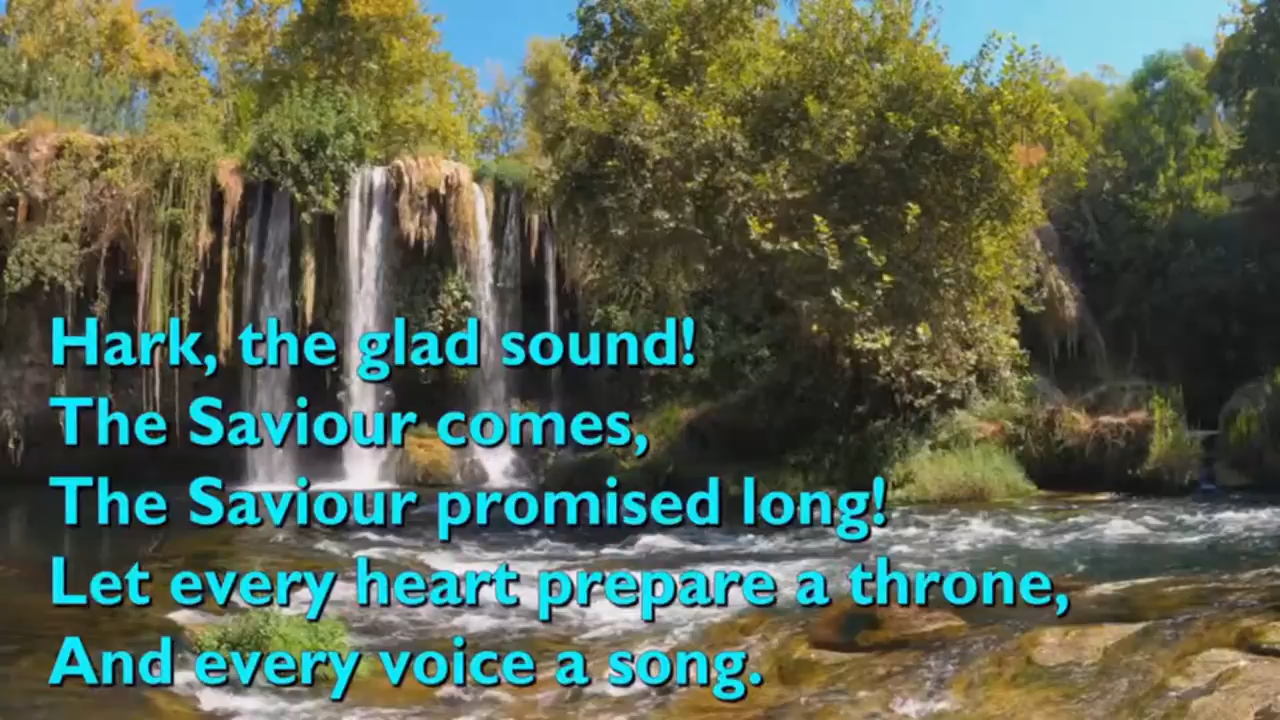 Hark, the glad sound!
The Saviour comes,
The Saviour promised long!
Let every heart prepare a throne,
And every voice a song.